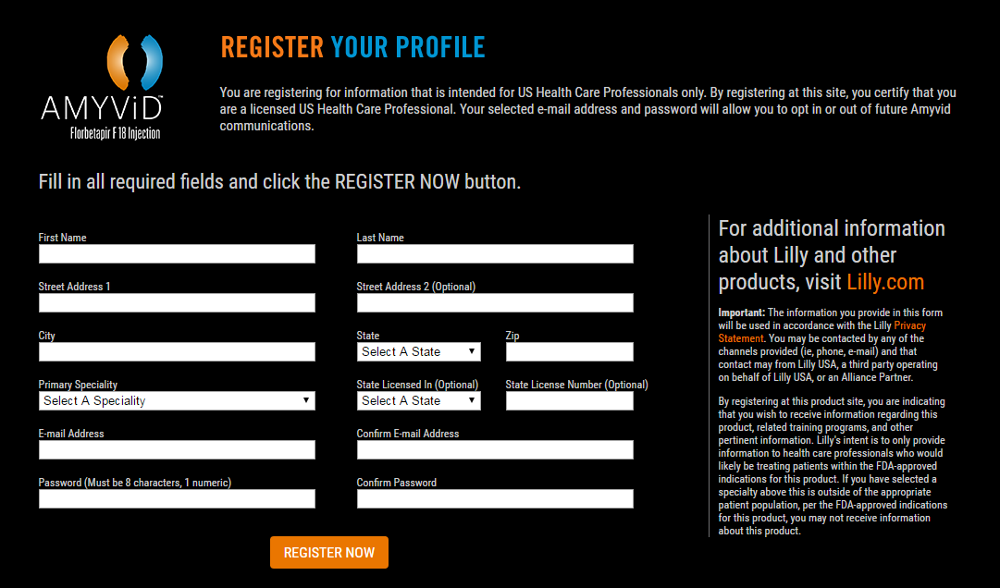 REGISTER YOUR PROFILE
AMYViD™
Florbetapir F 18 Injection
You are registering for information that is intended for US Health Care Professionals only. By registering at this site, you certify that you
are a licensed US Health Care Professional. Your selected e-mail address and password will allow you to opt in or out of future Amyvid
communications.
Fill in all required fields and click the REGISTER NOW button.
First Name
Last Name
Street Address 1
Street Address 2 (Optional)
City
State
Zip
Select A State
Primary Speciality
State Licensed In (Optional)
State License Number (Optional)
Select A Speciality
Select A State
E-mail Address
Confirm E-mail Address
Password (Must be 8 characters, 1 numeric)
Confirm Password
REGISTER NOW
For additional information
about Lilly and other
products, visit Lilly.com
Important: The information you provide in this form
will be used in accordance with the Lilly Privacy
Statement. You may be contacted by any of the
channels provided (ie, phone, e-mail) and that
contact may from Lilly USA, a third party operating
on behalf of Lilly USA, or an Alliance Partner.
By registering at this product site, you are indicating
that you wish to receive information regarding this
product, related training programs, and other
pertinent information. Lilly's intent is to only provide
information to health care professionals who would
likely be treating patients within the FDA-approved
indications for this product. If you have selected a
specialty above this is outside of the appropriate
patient population, per the FDA-approved indications
for this product, you may not receive information
about this product.